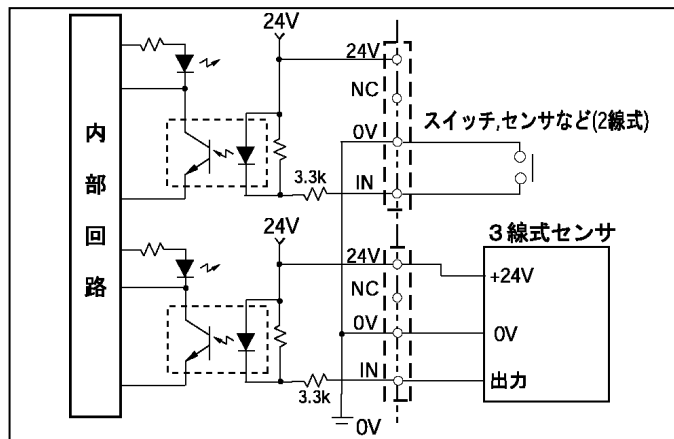 24V
24V
NC
スイッチ,センサなど(2線式)
0V
3.3k
IN
内部回路
24V
3線式センサ
24V
+24V
NC
0V
0V
IN
出力
3.3k
0V